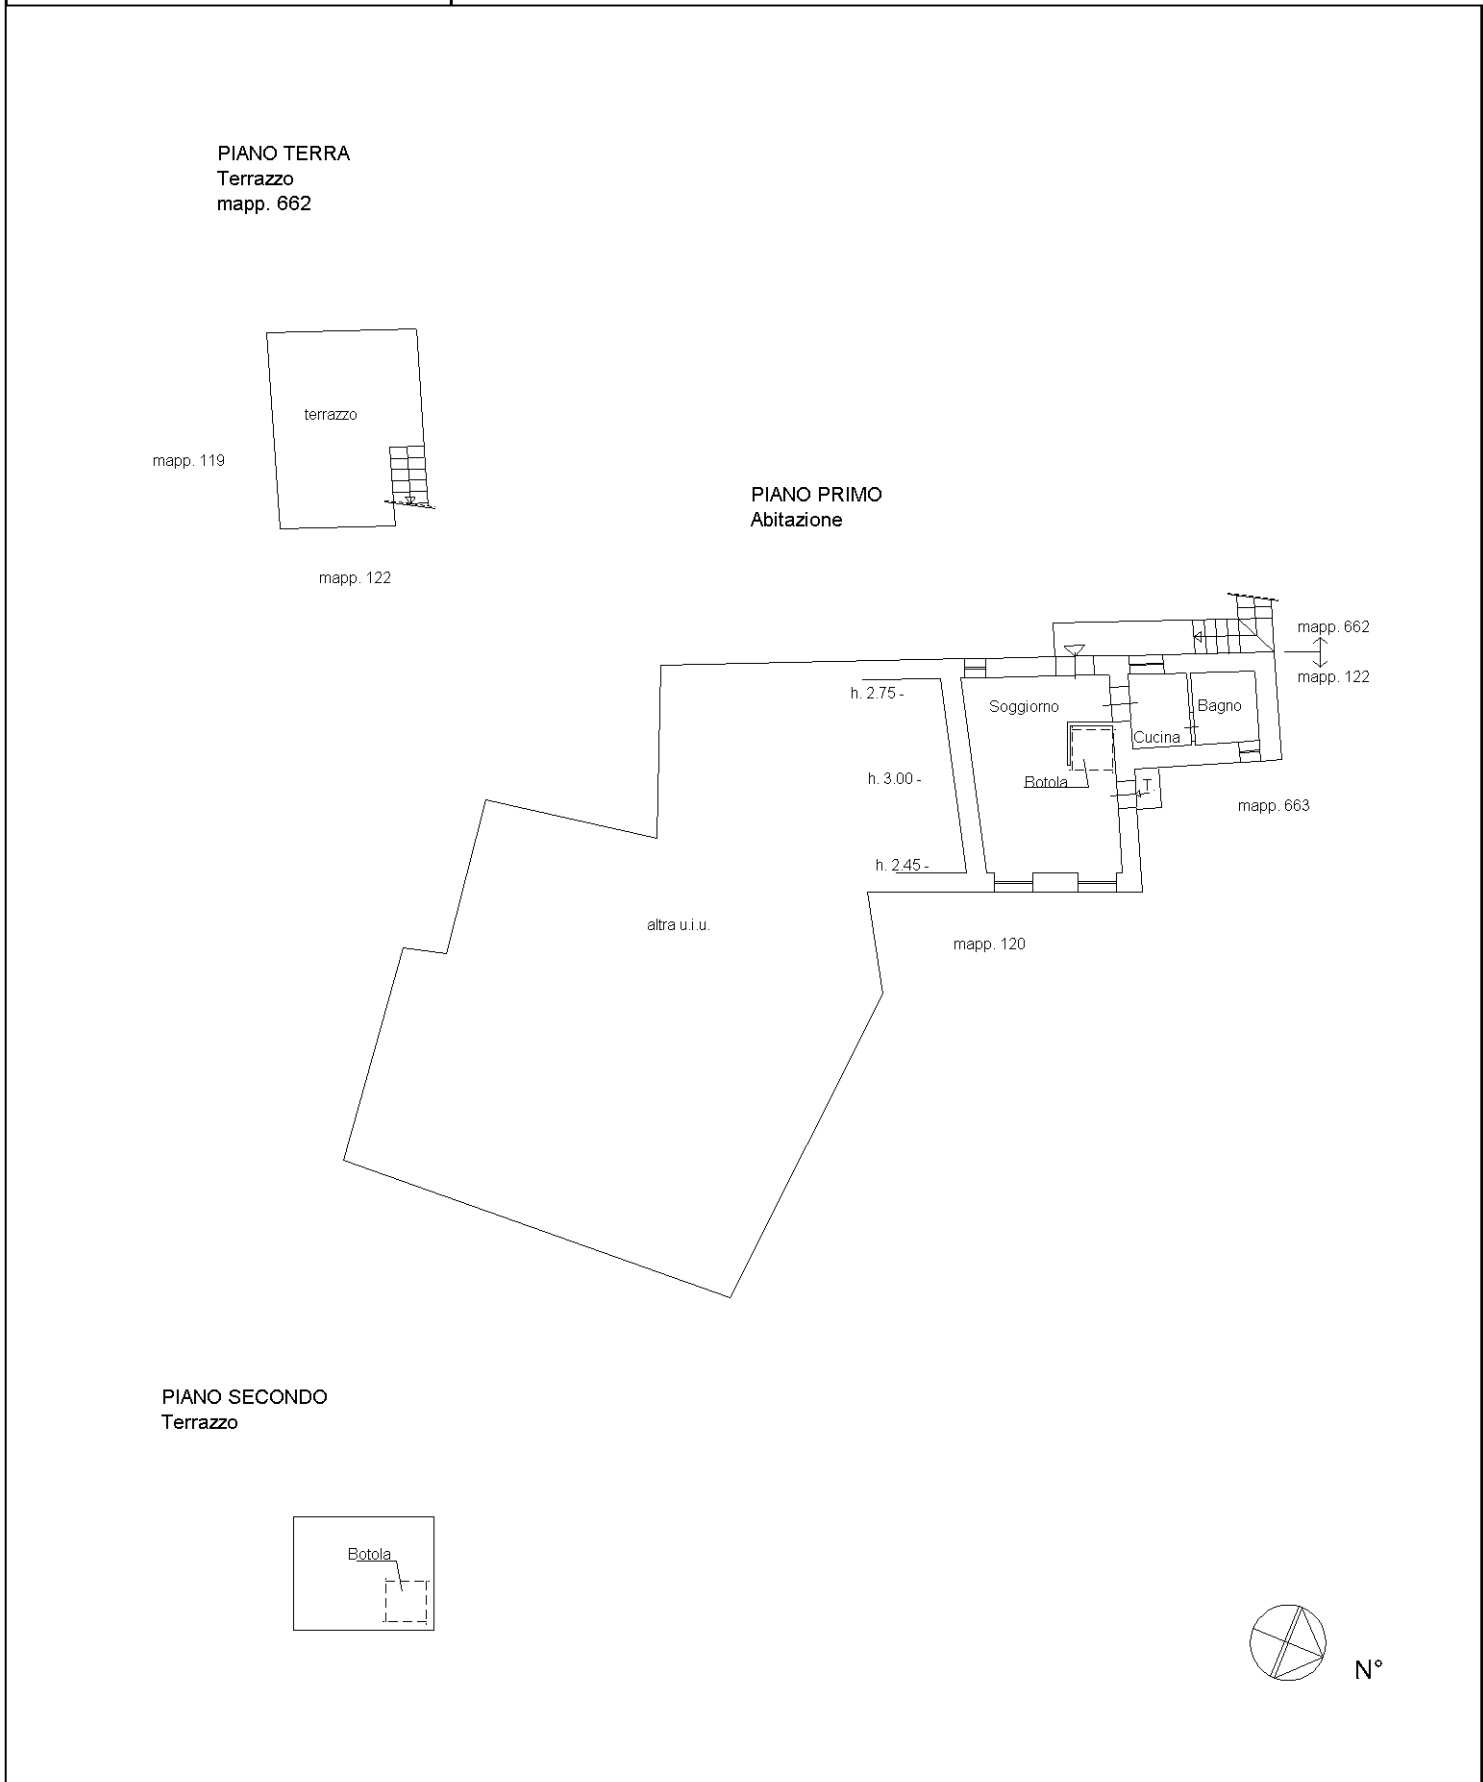 PIANO TERRA
Terrazzo
mapp. 662
terrazzo
mapp. 119
mapp. 122
PIANO PRIMO
Abitazione
mapp. 662
mapp. 122
h. 2.75 -
Soggiorno
Bagno
Cucina
h. 3.00 -
Botola
T.
mapp. 663
h. 2.45 -
altra u.i.u.
mapp. 120
PIANO SECONDO
Terrazzo
Botola
N°